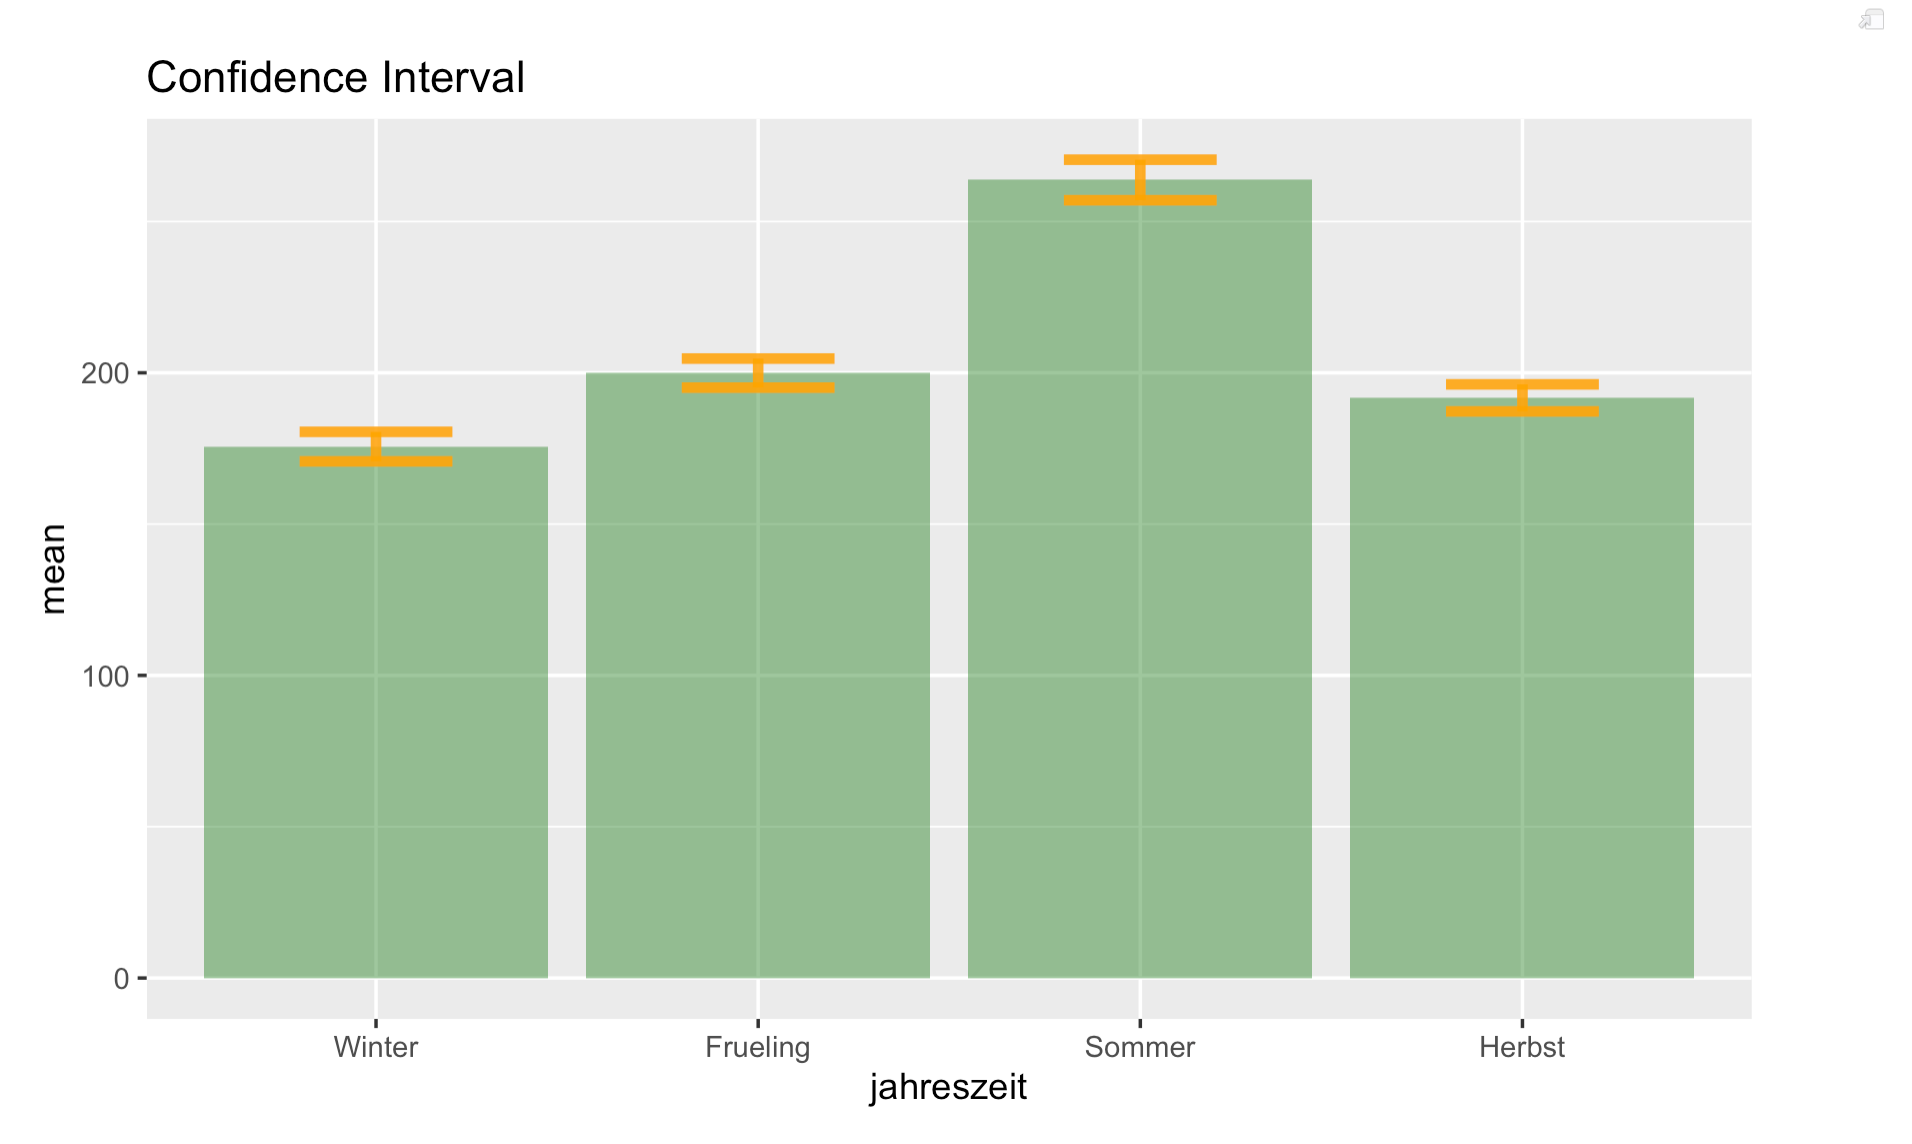 Confidence Interval
mean
200
100
0
Winter Frueling Sommer Herbst
jahreszeit